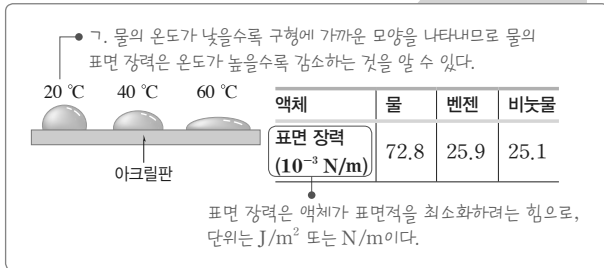 ㄱ. 물의 온도가 낮을수록 구형에 가까운 모양을 나타내므로 물의
표면 장력은 온도가 높을수록 감소하는 것을 알 수 있다.
20 ℃ 40 ℃ 60 ℃
아크릴판
액체 물 벤젠 비눗물
표면 장력
(10⁻³ N/m) 72.8 25.9 25.1
표면 장력은 액체가 표면적을 최소화하려는 힘으로,
단위는 J/m² 또는 N/m이다.